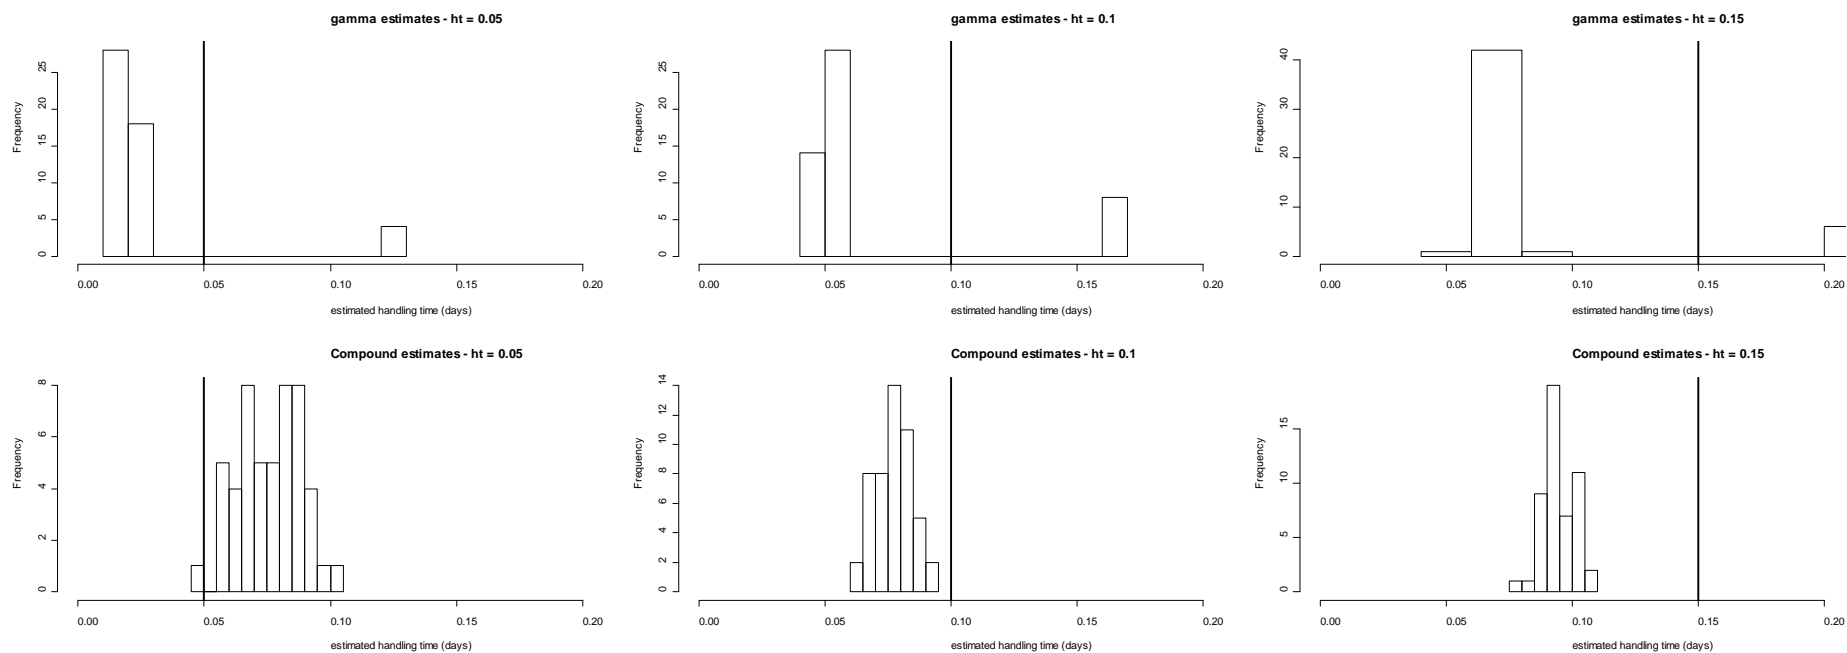 gamma estimates - ht = 0.05
Frequency
0 5 10 15 20 25
0.00 0.05 0.10 0.15 0.20
estimated handling time (days)
gamma estimates - ht = 0.1
Frequency
0 5 10 15 20 25
0.00 0.05 0.10 0.15 0.20
estimated handling time (days)
gamma estimates - ht = 0.15
Frequency
0 10 20 30 40
0.00 0.05 0.10 0.15 0.20
estimated handling time (days)
Compound estimates - ht = 0.05
Frequency
0 2 4 6 8
0.00 0.05 0.10 0.15 0.20
estimated handling time (days)
Compound estimates - ht = 0.1
Frequency
0 2 4 6 8 10 12 14
0.00 0.05 0.10 0.15 0.20
estimated handling time (days)
Compound estimates - ht = 0.15
Frequency
0 5 10 15
0.00 0.05 0.10 0.15 0.20
estimated handling time (days)